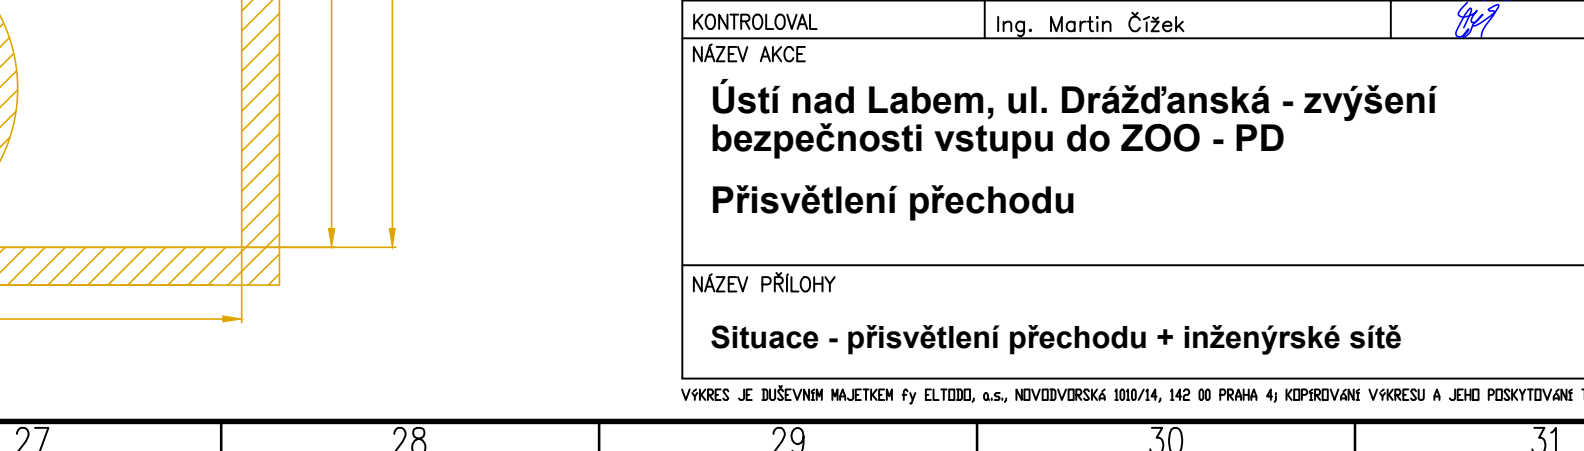 KONTROLOVAL Ing. Martin Čížek
NÁZEV AKCE
Ústí nad Labem, ul. Drážďanská - zvýšení
bezpečnosti vstupu do ZOO - PD
Přisvětlení přechodu
NÁZEV PŘÍLOHY
Situace - přisvětlení přechodu + inženýrské sítě
VÝKRES JE DUŠEVNÍM MAJETKEM fy ELTODO, a.s., NOVODVORSKÁ 1010/14, 142 00 PRAHA 4; KOPÍROVÁNÍ VÝKRESU A JEHO POSKYTOVÁNÍ
27 28 29 30 31